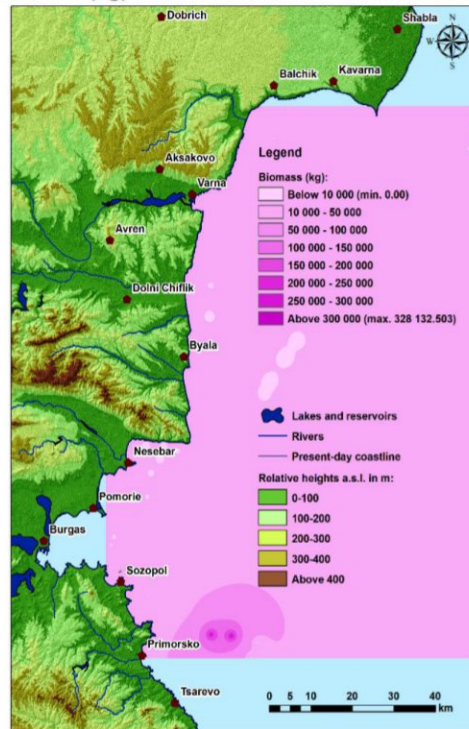 Dobrich
Shabla
N
W E
S
Balchik
Kavarna
Aksakovo
Varna
Avren
Dolni Chiflik
Byala
Nesebar
Pomorie
Burgas
Sozopol
Primorsko
Tsarevo
Legend
Biomass (kg):
Below 10 000 (min. 0.00)
10 000 - 50 000
50 000 - 100 000
100 000 - 150 000
150 000 - 200 000
200 000 - 250 000
250 000 - 300 000
Above 300 000 (max. 328 132.503)
Lakes and reservoirs
Rivers
Present-day coastline
Relative heights a.s.l. in m:
0-100
100-200
200-300
300-400
Above 400
0 5 10 20 30 40
km